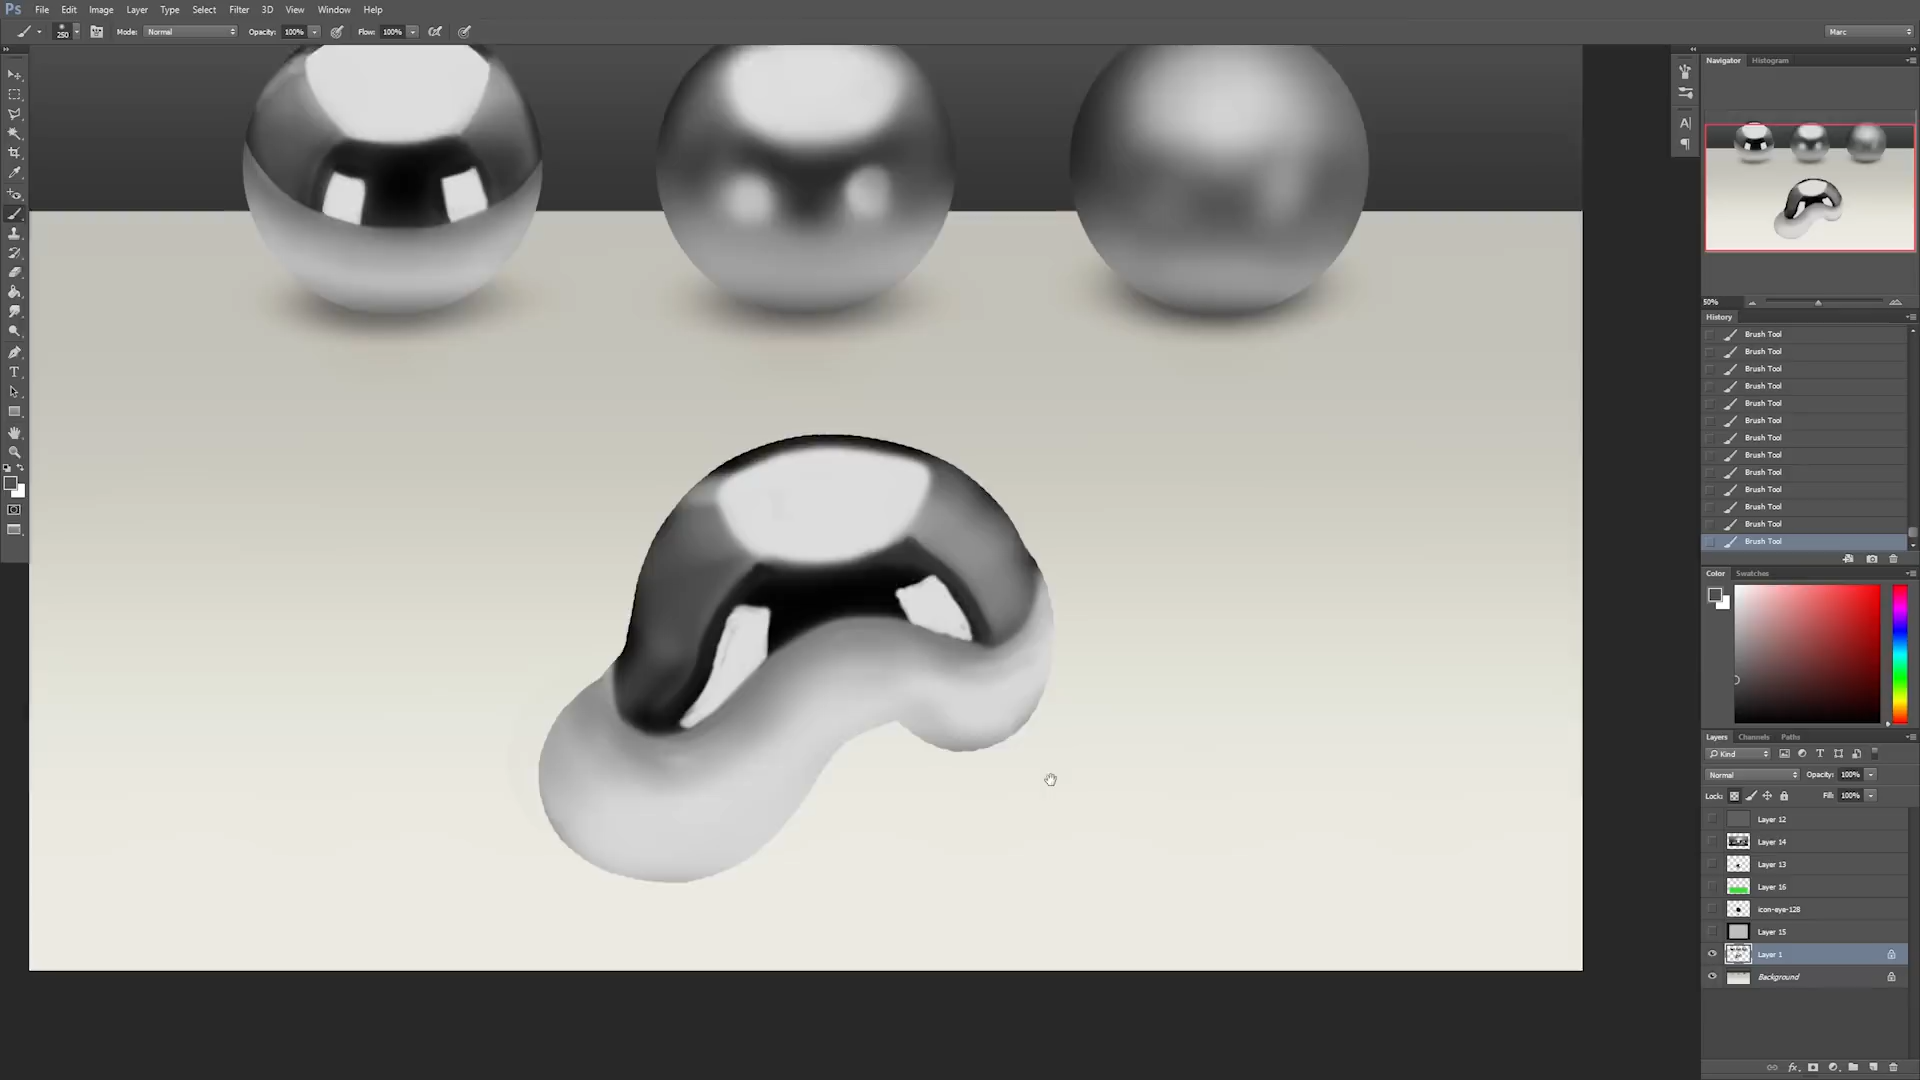 Ps File Edit Image Layer Type Select Filter 3D View Window Help
250 Mode: Normal Opacity: 100% Flow: 100% Marc
Navigator Histogram
50%
History
Brush Tool
Brush Tool
Brush Tool
Brush Tool
Brush Tool
Brush Tool
Brush Tool
Brush Tool
Brush Tool
Brush Tool
Brush Tool
Brush Tool
Brush Tool
Color Swatches
Layers Channels Paths
Kind
Normal Opacity: 100%
Lock: Fill: 100%
Layer 12
Layer 14
Layer 13
Layer 16
icon-eye-128
Layer 15
Layer 1
Background